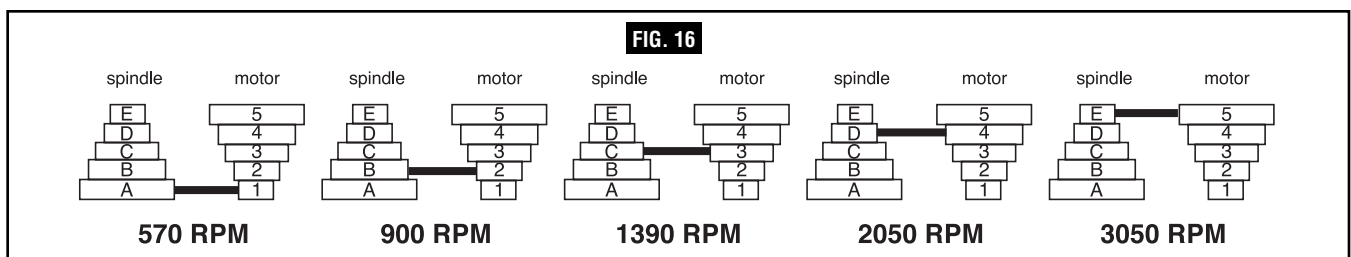 FIG. 16
spindle motor spindle motor spindle motor spindle motor spindle motor
E 5 E 5 E 5 E 5 E 5
D 4 D 4 D 4 D 4 D 4
C 3 C 3 C 3 C 3 C 3
B 2 B 2 B 2 B 2 B 2
A 1 A 1 A 1 A 1 A 1
570 RPM 900 RPM 1390 RPM 2050 RPM 3050 RPM